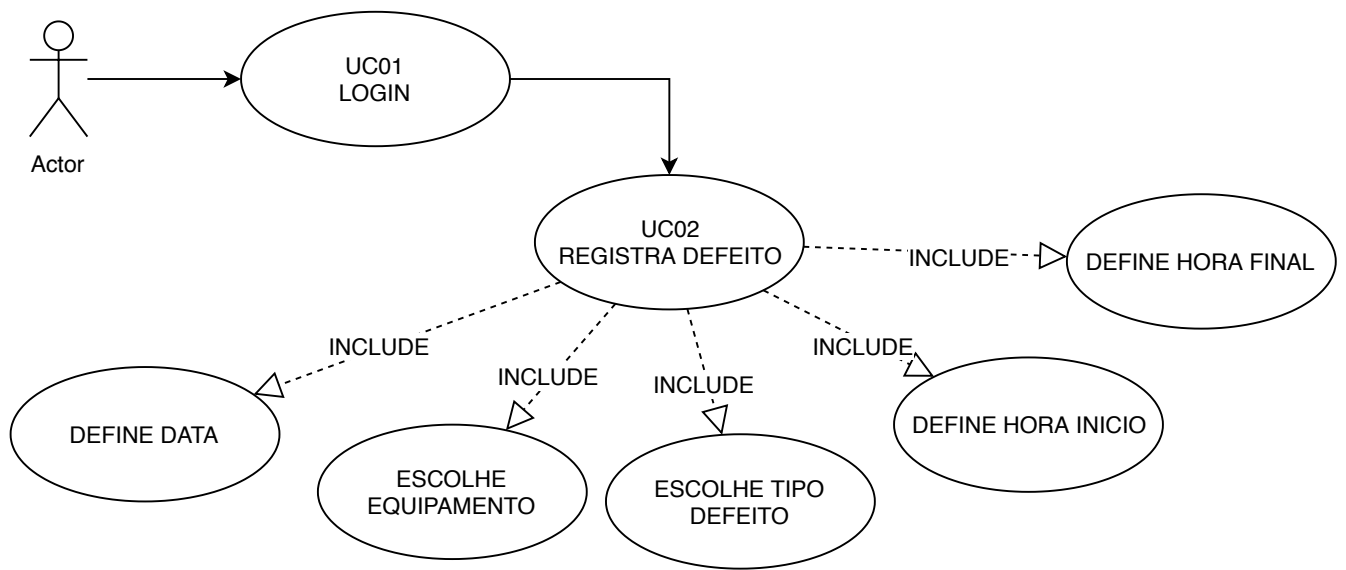 UC01
LOGIN
Actor
UC02
REGISTRA DEFEITO
INCLUDE
DEFINE HORA FINAL
INCLUDE
INCLUDE
INCLUDE
INCLUDE
DEFINE DATA
ESCOLHE
EQUIPAMENTO
ESCOLHE TIPO
DEFEITO
DEFINE HORA INICIO